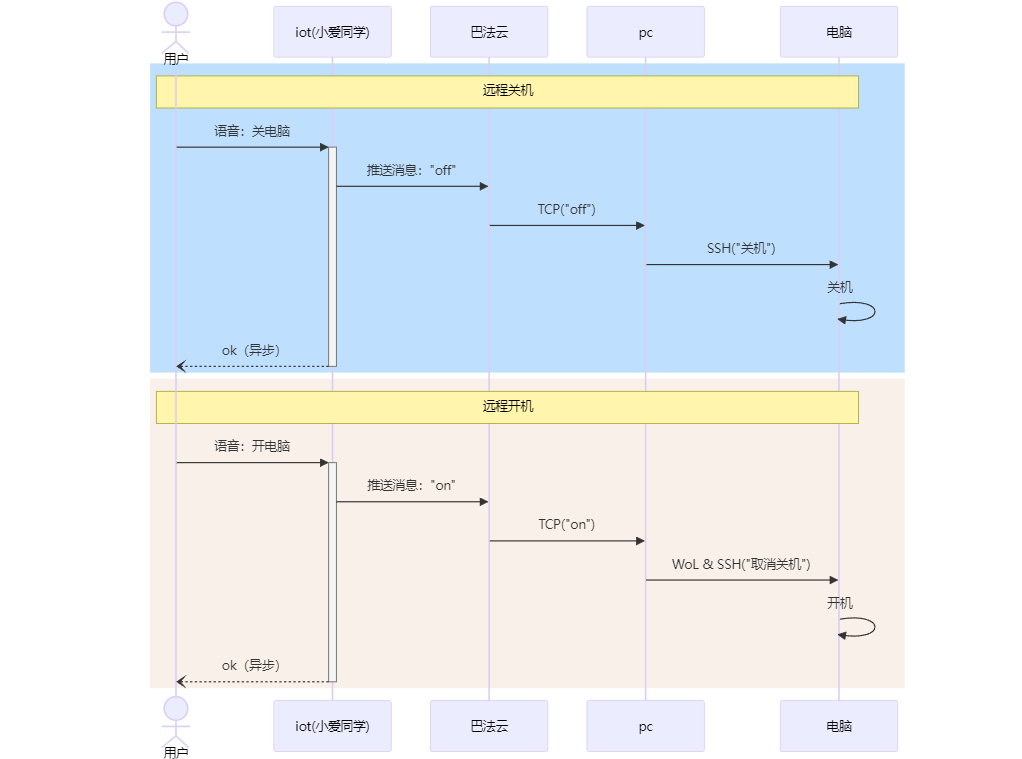 用户
iot(小爱同学)
巴法云
pc
电脑
远程关机
语音：关电脑
推送消息："off"
TCP("off")
SSH("关机")
关机
ok（异步）
远程开机
语音：开电脑
推送消息："on"
TCP("on")
WoL & SSH("取消关机")
开机
ok（异步）
用户
iot(小爱同学)
巴法云
pc
电脑